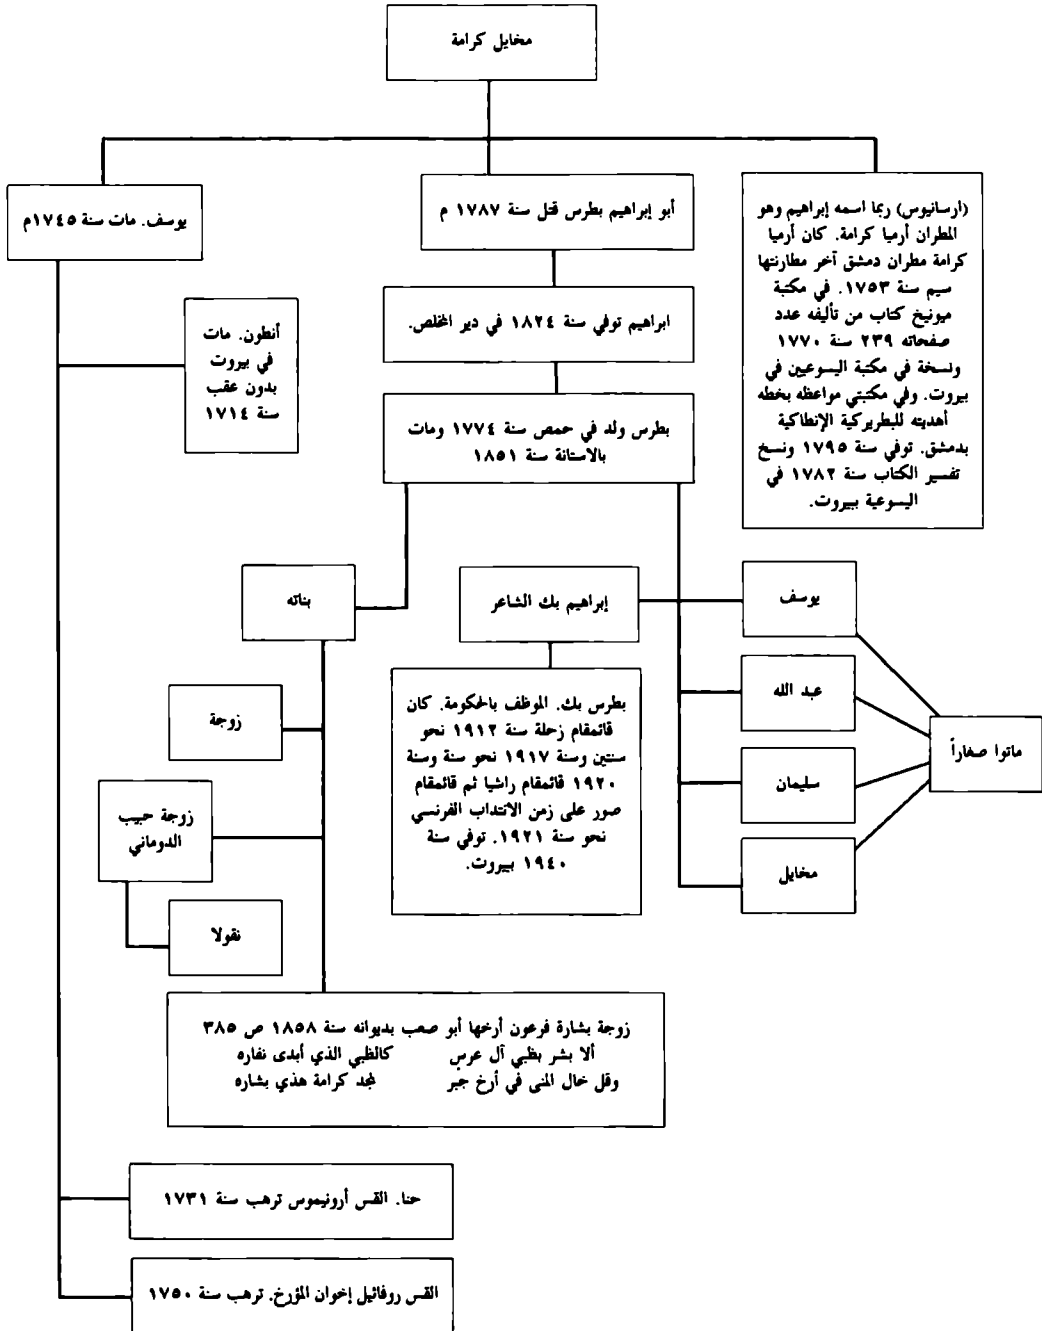 مخايل كرامة
(ارسانيوس) ربما اسمه إبراهيم وهو
المطران أرميا كرامة. كان أرميا
كرامة مطران دمشق آخر مطارنتها
سيم سنة ١٧٥٣. في مكتبة
ميونيخ كتاب من تأليفه عدد
صفحاته ٢٣٩ سنة ١٧٧٠
ونسخة في مكتبة اليسوعيين في
بيروت. وفي مكتبتي مواعظه بخطه
أهديته للبطريركية الإنطاكية
بدمشق. توفي سنة ١٧٩٥ ونسخ
تفسير الكتاب سنة ١٧٨٢ في
اليسوعية ببيروت.
أبو إبراهيم بطرس قتل سنة ١٧٨٧ م
يوسف. مات سنة ١٧٤٥م
ابراهيم توفي سنة ١٨٢٤ في دير المخلص.
أنطون. مات
في بيروت
بدون عقب
سنة ١٧١٤
بطرس ولد في حمص سنة ١٧٧٤ ومات
بالاستانة سنة ١٨٥١
يوسف
إبراهيم بك الشاعر
بناته
عبد الله
ماتوا صغاراً
سليمان
مخايل
بطرس بك. الموظف بالحكومة. كان
قائمقام زحلة سنة ١٩١٢ نحو
سنتين وسنة ١٩١٧ نحو سنة وسنة
١٩٢٠ قائمقام راشيا ثم قائمقام
صور على زمن الانتداب الفرنسي
نحو سنة ١٩٢١. توفي سنة
١٩٤٠ ببيروت.
زوجة
زوجة حبيب
الدوماني
نقولا
زوجة بشارة فرعون أرخها أبو صعب بديوانه سنة ١٨٥٨ ص ٣٨٥
ألا بشر بظبي آل عرس كالظبي الذي أبدى نفاره
وقل خال المنى في أرخ جبر لمجد كرامة هذي بشاره
حنا. القس أرونيموس ترهب سنة ١٧٣١
القس روفائيل إخوان المؤرخ. ترهب سنة ١٧٥٠